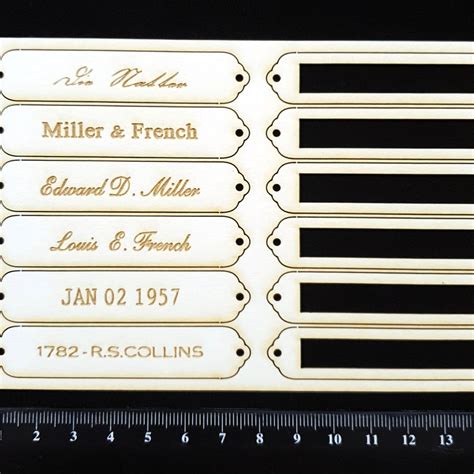 Miller & French
Edward D. Miller
Louis E. French
JAN 02 1957
1782 - R.S.COLLINS
2 3 4 5 6 7 8 9 10 11 12 13